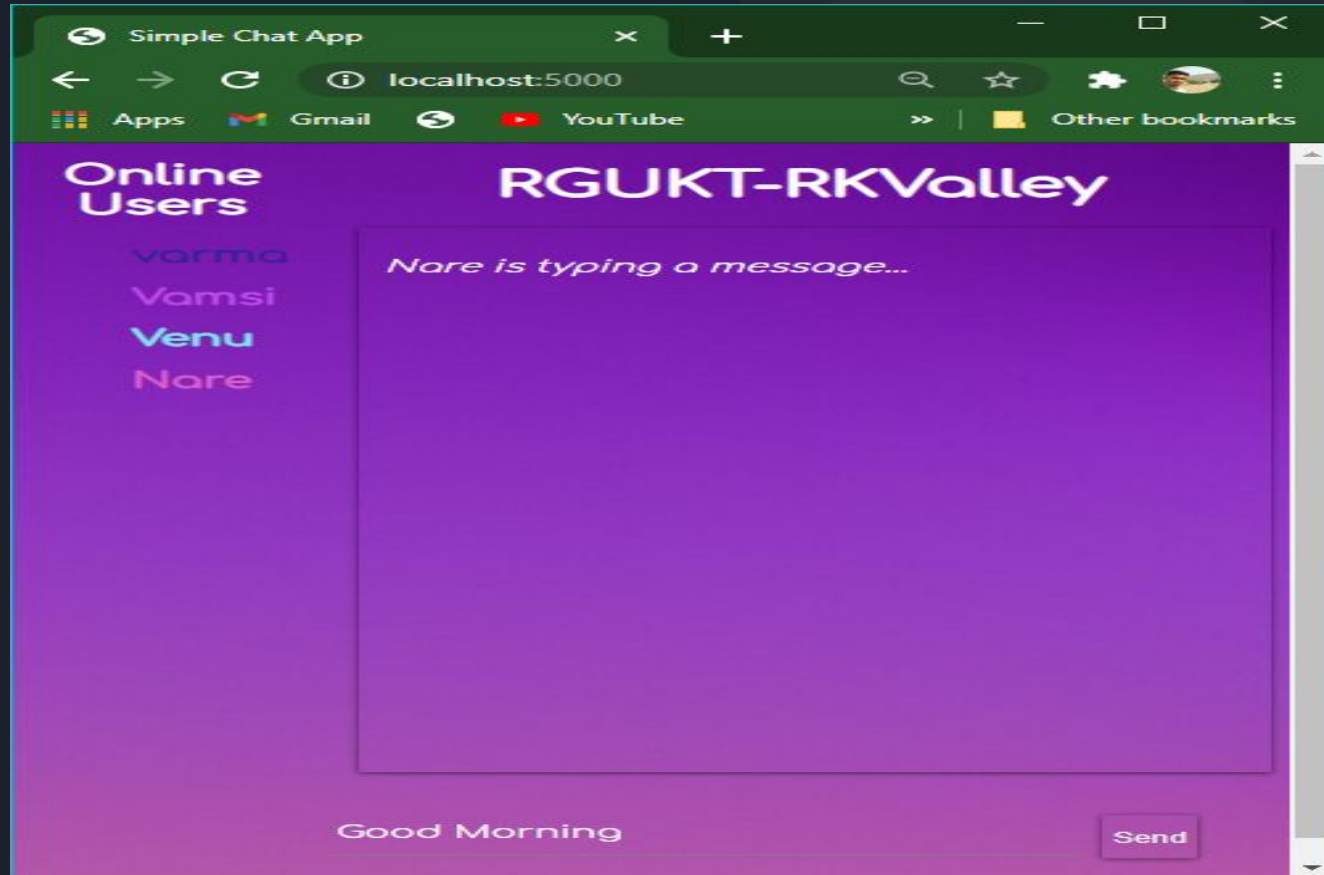 Simple Chat App
localhost:5000
Apps Gmail YouTube » Other bookmarks
Online
Users
RGUKT-RKValley
varma
Vamsi
Venu
Nare
Nare is typing a message...
Good Morning
Send